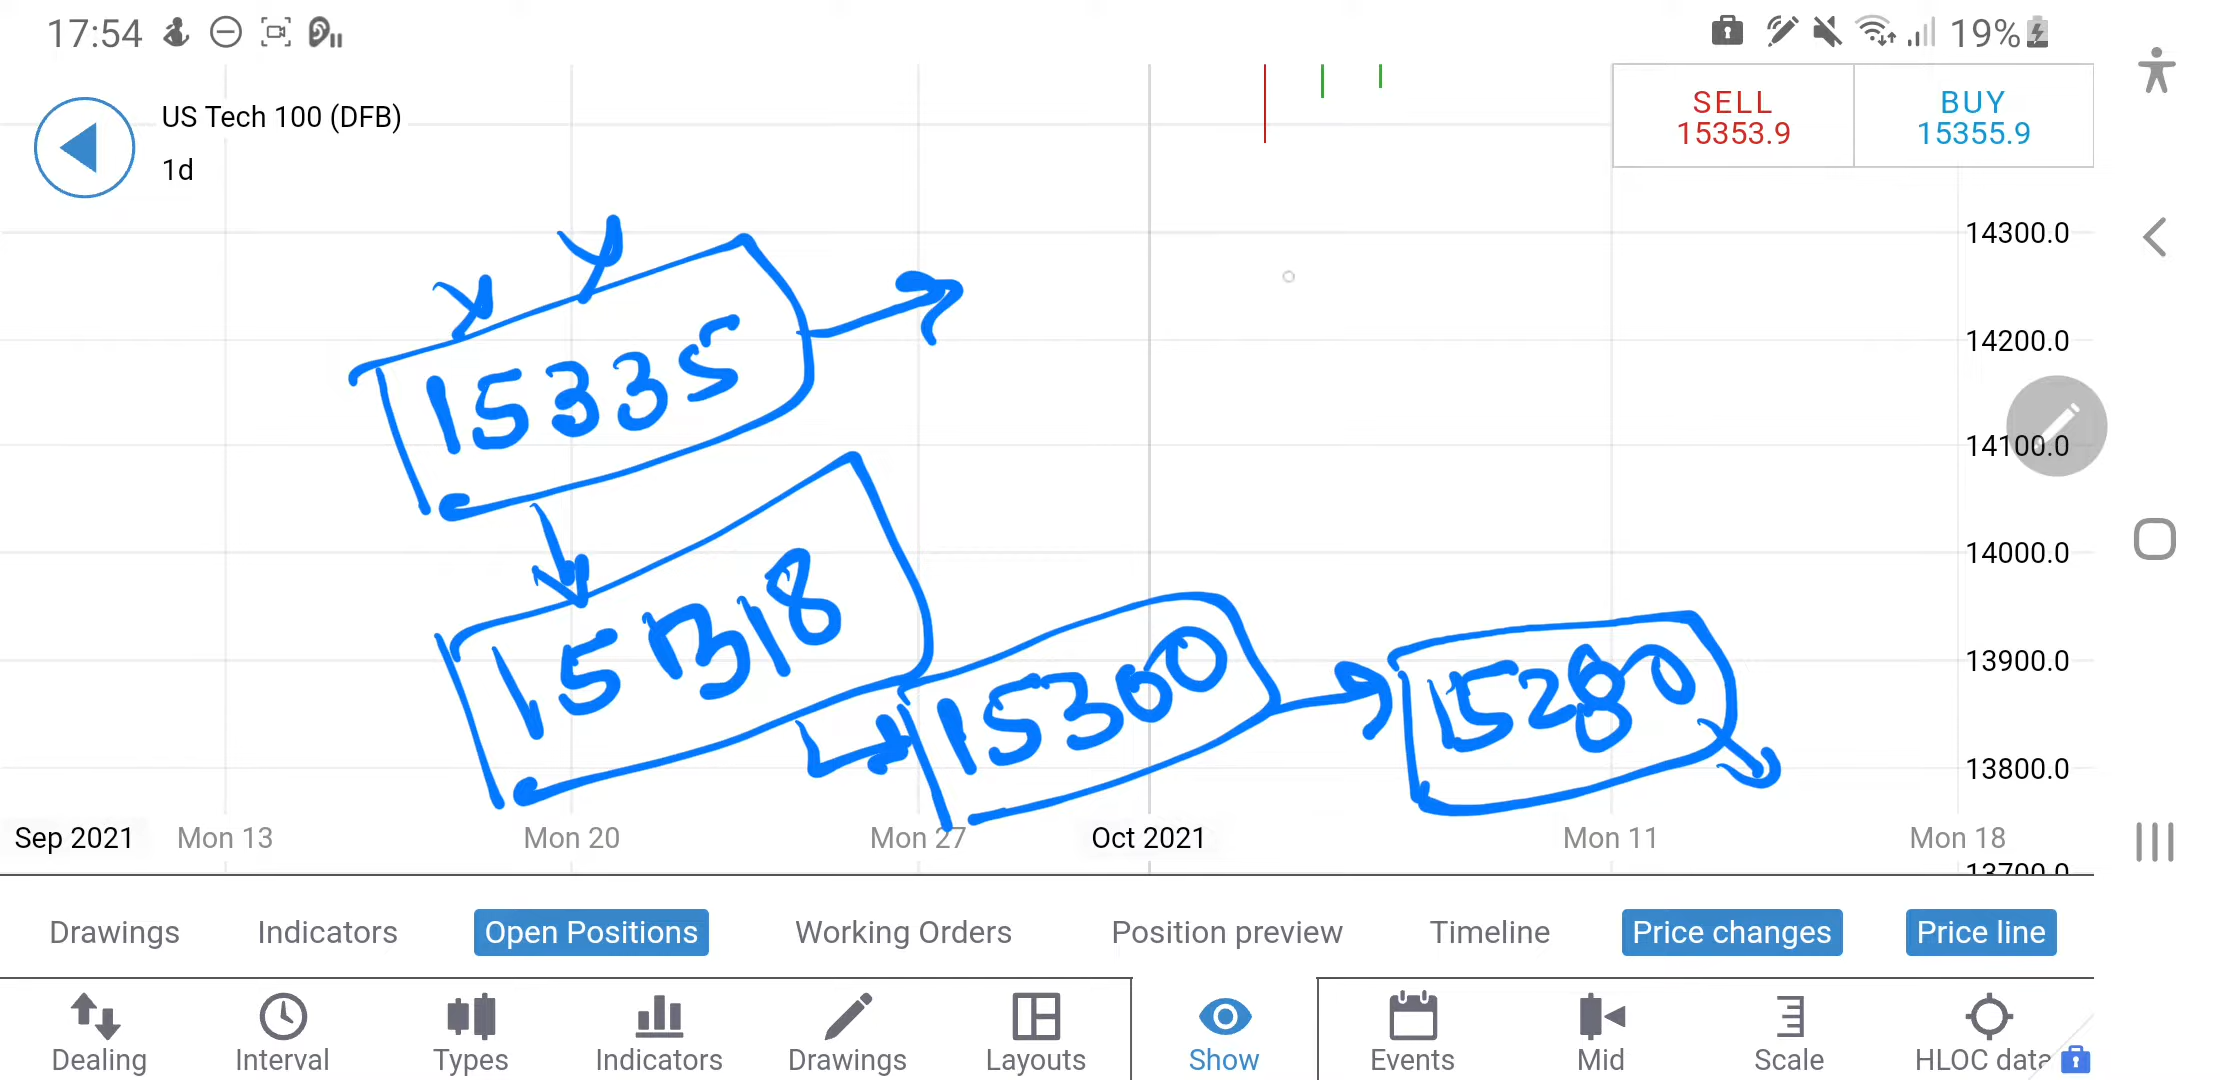 17:54
19%
US Tech 100 (DFB)
1d
SELL
15353.9
BUY
15355.9
14300.0
14200.0
14100.0
14000.0
13900.0
13800.0
13700.0
15335
15318
15300
15280
Sep 2021 Mon 13 Mon 20 Mon 27 Oct 2021 Mon 11 Mon 18
Drawings Indicators Open Positions Working Orders Position preview Timeline Price changes Price line
Dealing Interval Types Indicators Drawings Layouts Show Events Mid Scale HLOC data